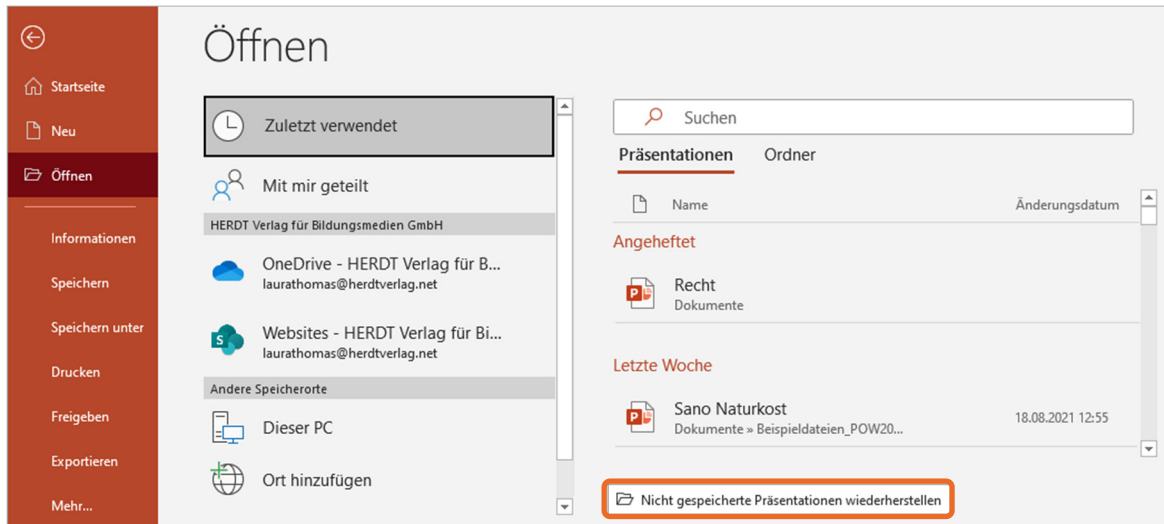 Öffnen
Startseite
Neu
Öffnen
Informationen
Speichern
Speichern unter
Drucken
Freigeben
Exportieren
Mehr...
Zuletzt verwendet
Mit mir geteilt
HERDT Verlag für Bildungsmedien GmbH
OneDrive - HERDT Verlag für B...
laurathomas@herdtverlag.net
Websites - HERDT Verlag für Bi...
laurathomas@herdtverlag.net
Andere Speicherorte
Dieser PC
Ort hinzufügen
Suchen
Präsentationen Ordner
Name Änderungsdatum
Angeheftet
Recht
Dokumente
Letzte Woche
Sano Naturkost 18.08.2021 12:55
Dokumente » Beispieldateien_POW20...
Nicht gespeicherte Präsentationen wiederherstellen